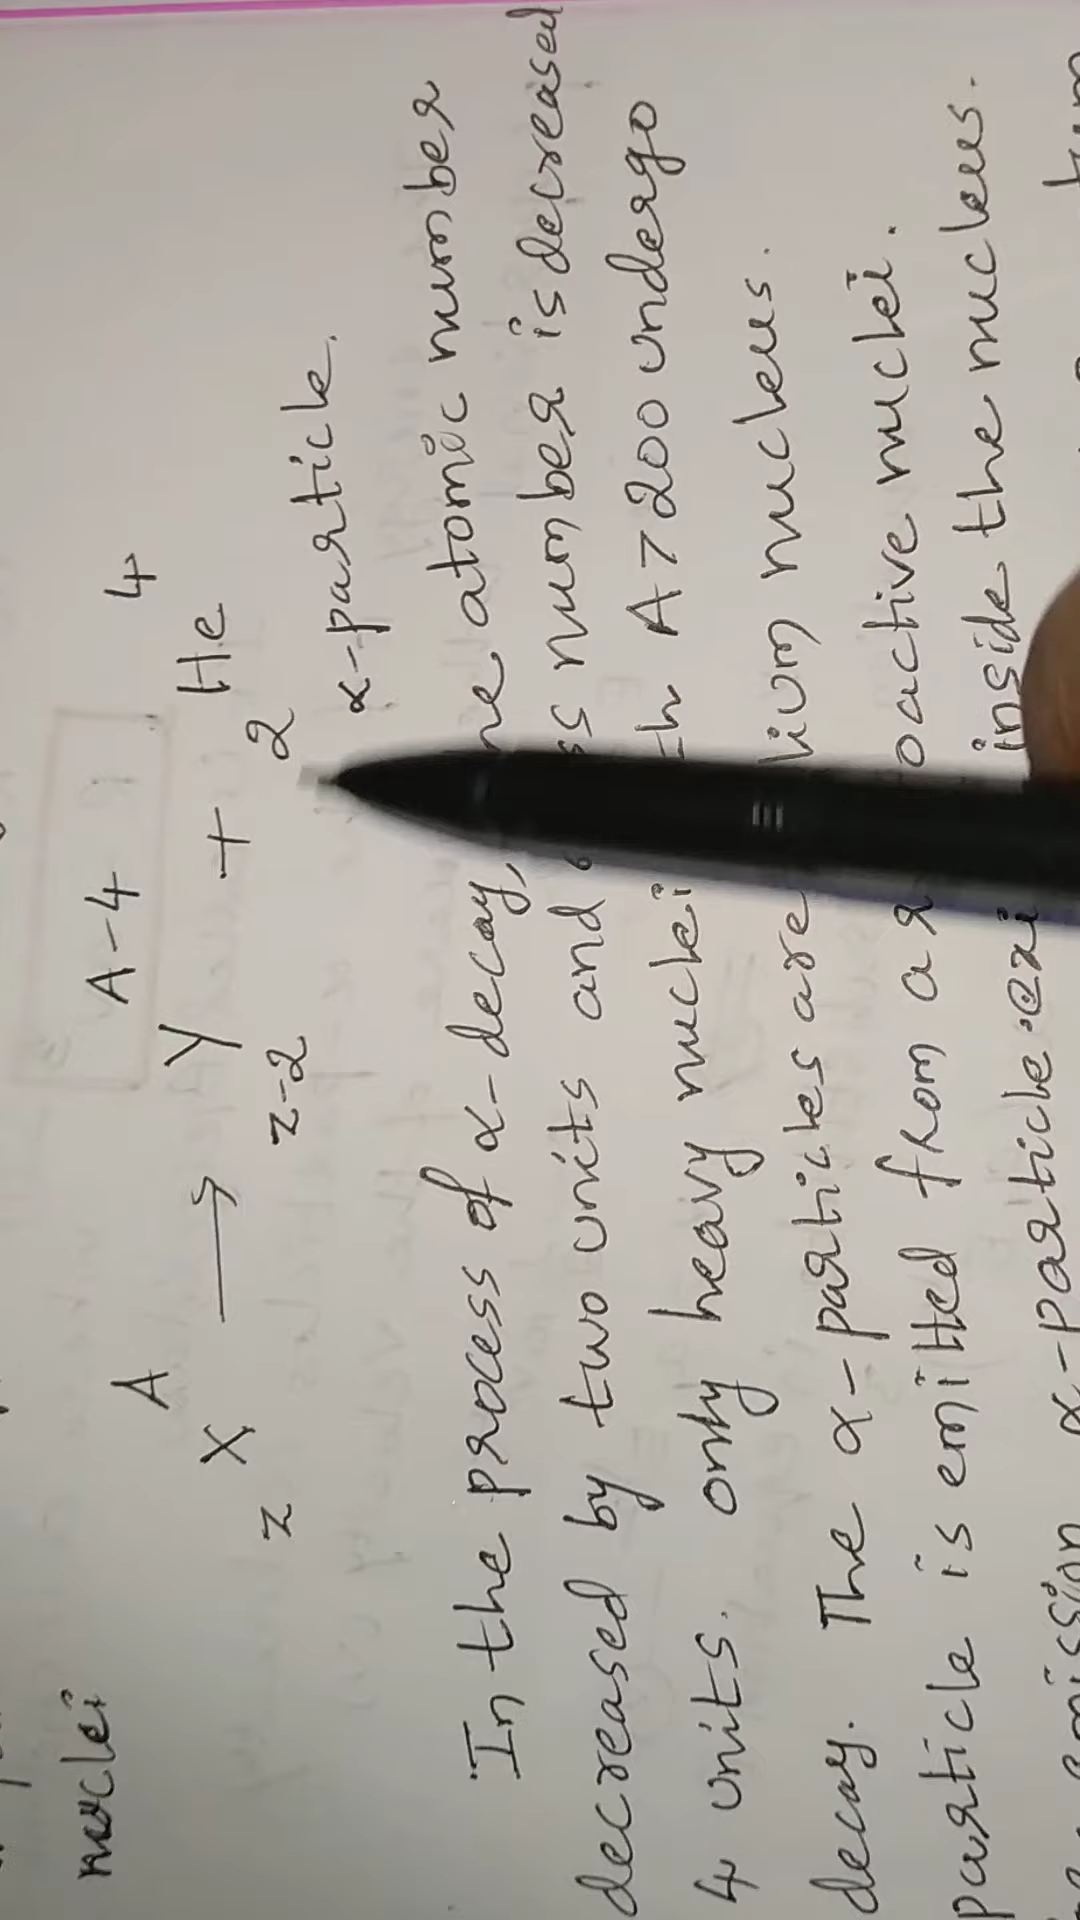 nuclei
A A-4 4
X → Y + He
z z-2 2
α-particle.
In the process of α-decay, atomic number
decreased by two units and number is decreased
4 units. only heavy nuclei A>200 undergo
decay. The α-particles are nucleus.
particle is emitted from a nuclei.
α-particle inside the nucleus.